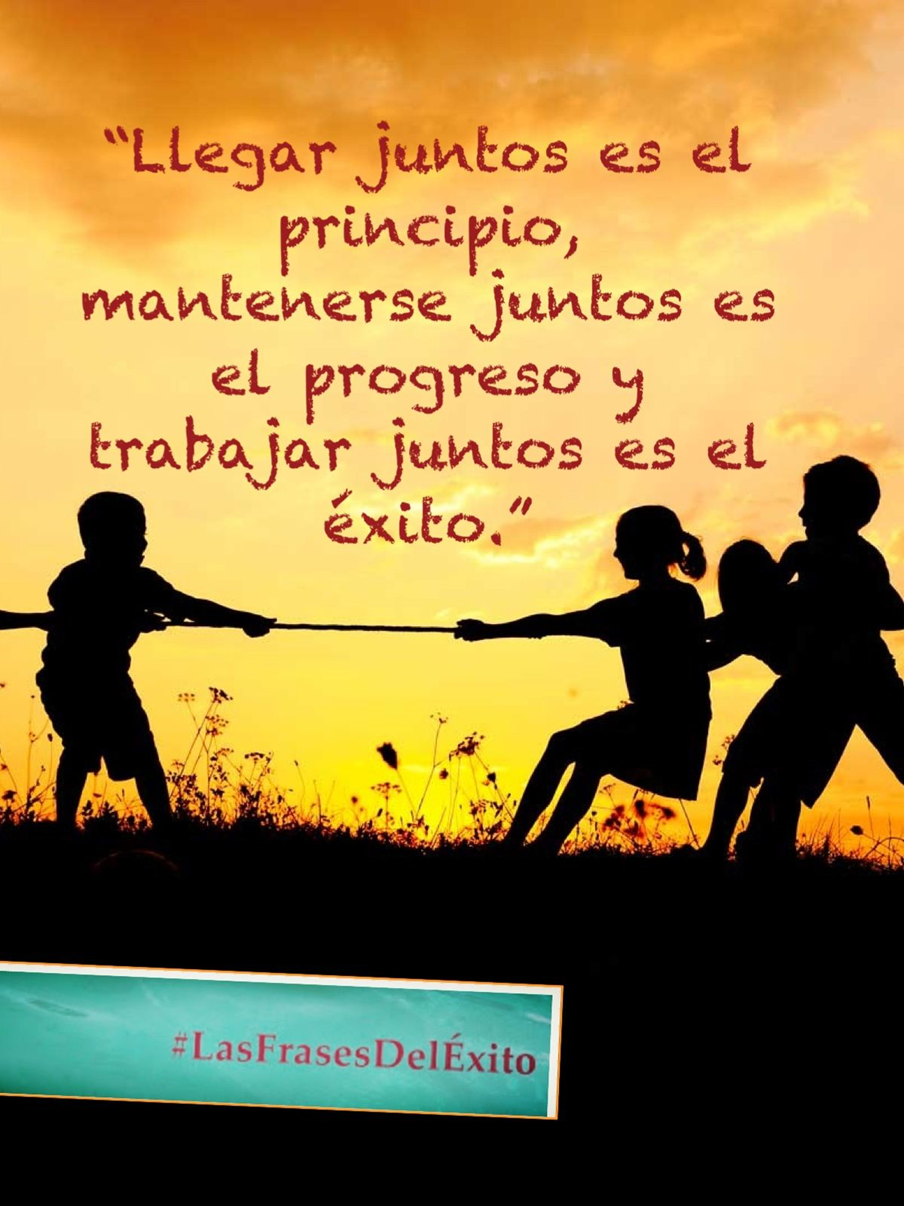 “Llegar juntos es el
principio,
mantenerse juntos es
el progreso y
trabajar juntos es el
éxito.”
#LasFrasesDelÉxito